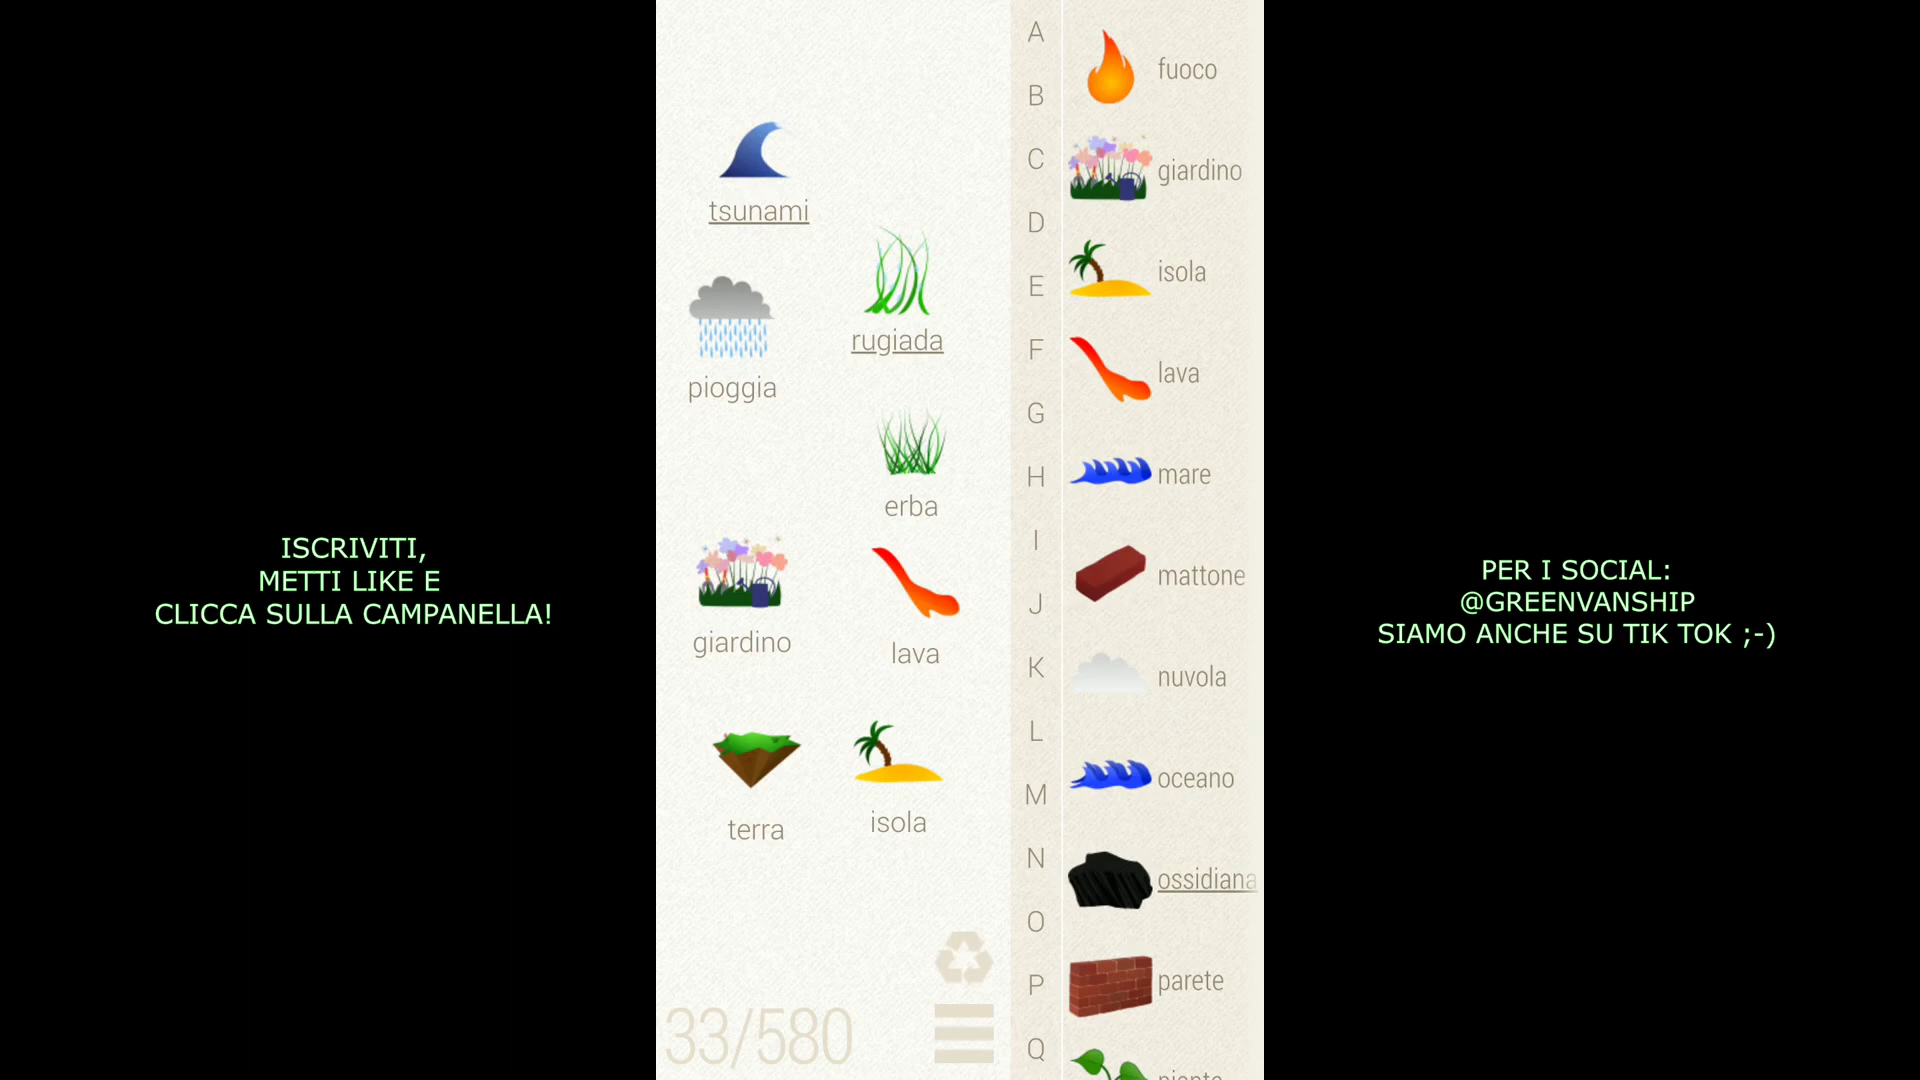 ISCRIVITI,
METTI LIKE E
CLICCA SULLA CAMPANELLA!
tsunami
rugiada
pioggia
erba
giardino
lava
terra
isola
33/580
A
B
C
D
E
F
G
H
I
J
K
L
M
N
O
P
Q
fuoco
giardino
isola
lava
mare
mattone
nuvola
oceano
ossidiana
parete
PER I SOCIAL:
@GREENVANSHIP
SIAMO ANCHE SU TIK TOK ;-)